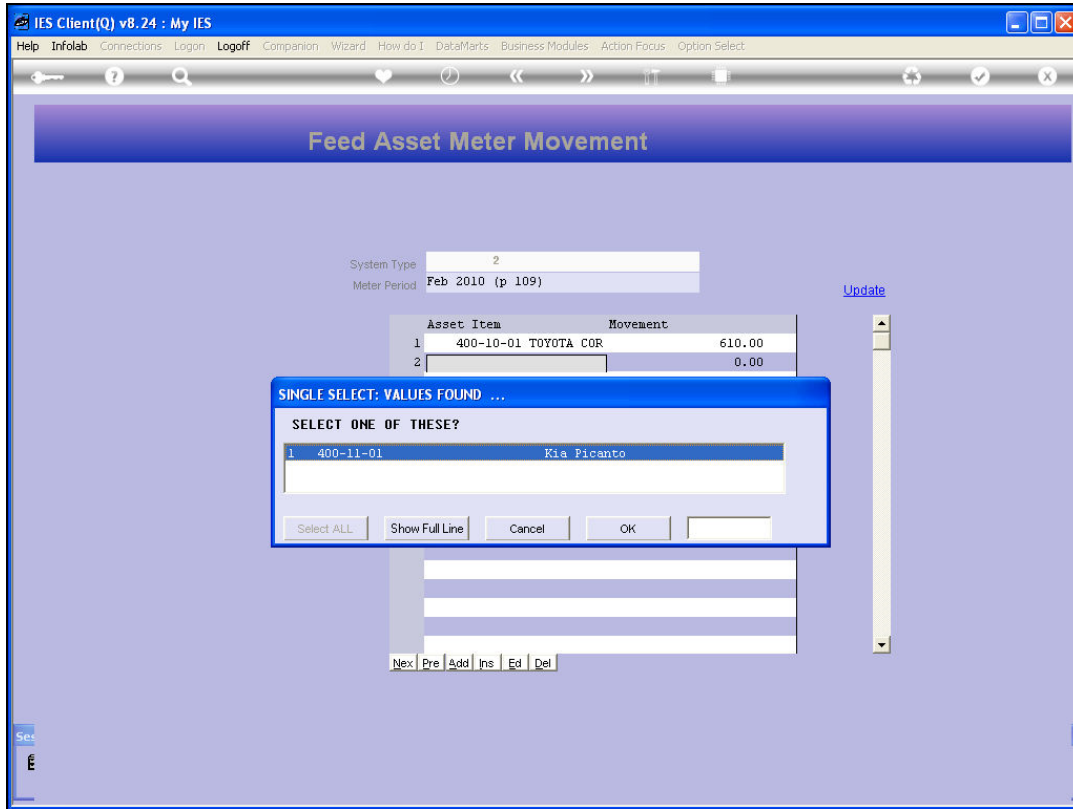 IES Client(Q) v8.24 : My IES
Help Infolab Connections Logon Logoff Companion Wizard How do I DataMarts Business Modules Action Focus Option Select
Feed Asset Meter Movement
System Type 2
Meter Period Feb 2010 (p 109)
Update
Asset Item Movement
1 400-10-01 TOYOTA COR 610.00
2 0.00
SINGLE SELECT: VALUES FOUND ...
SELECT ONE OF THESE?
1 400-11-01 Kia Picanto
Select ALL Show Full Line Cancel OK
Nex Pre Add Ins Ed Del
Ses